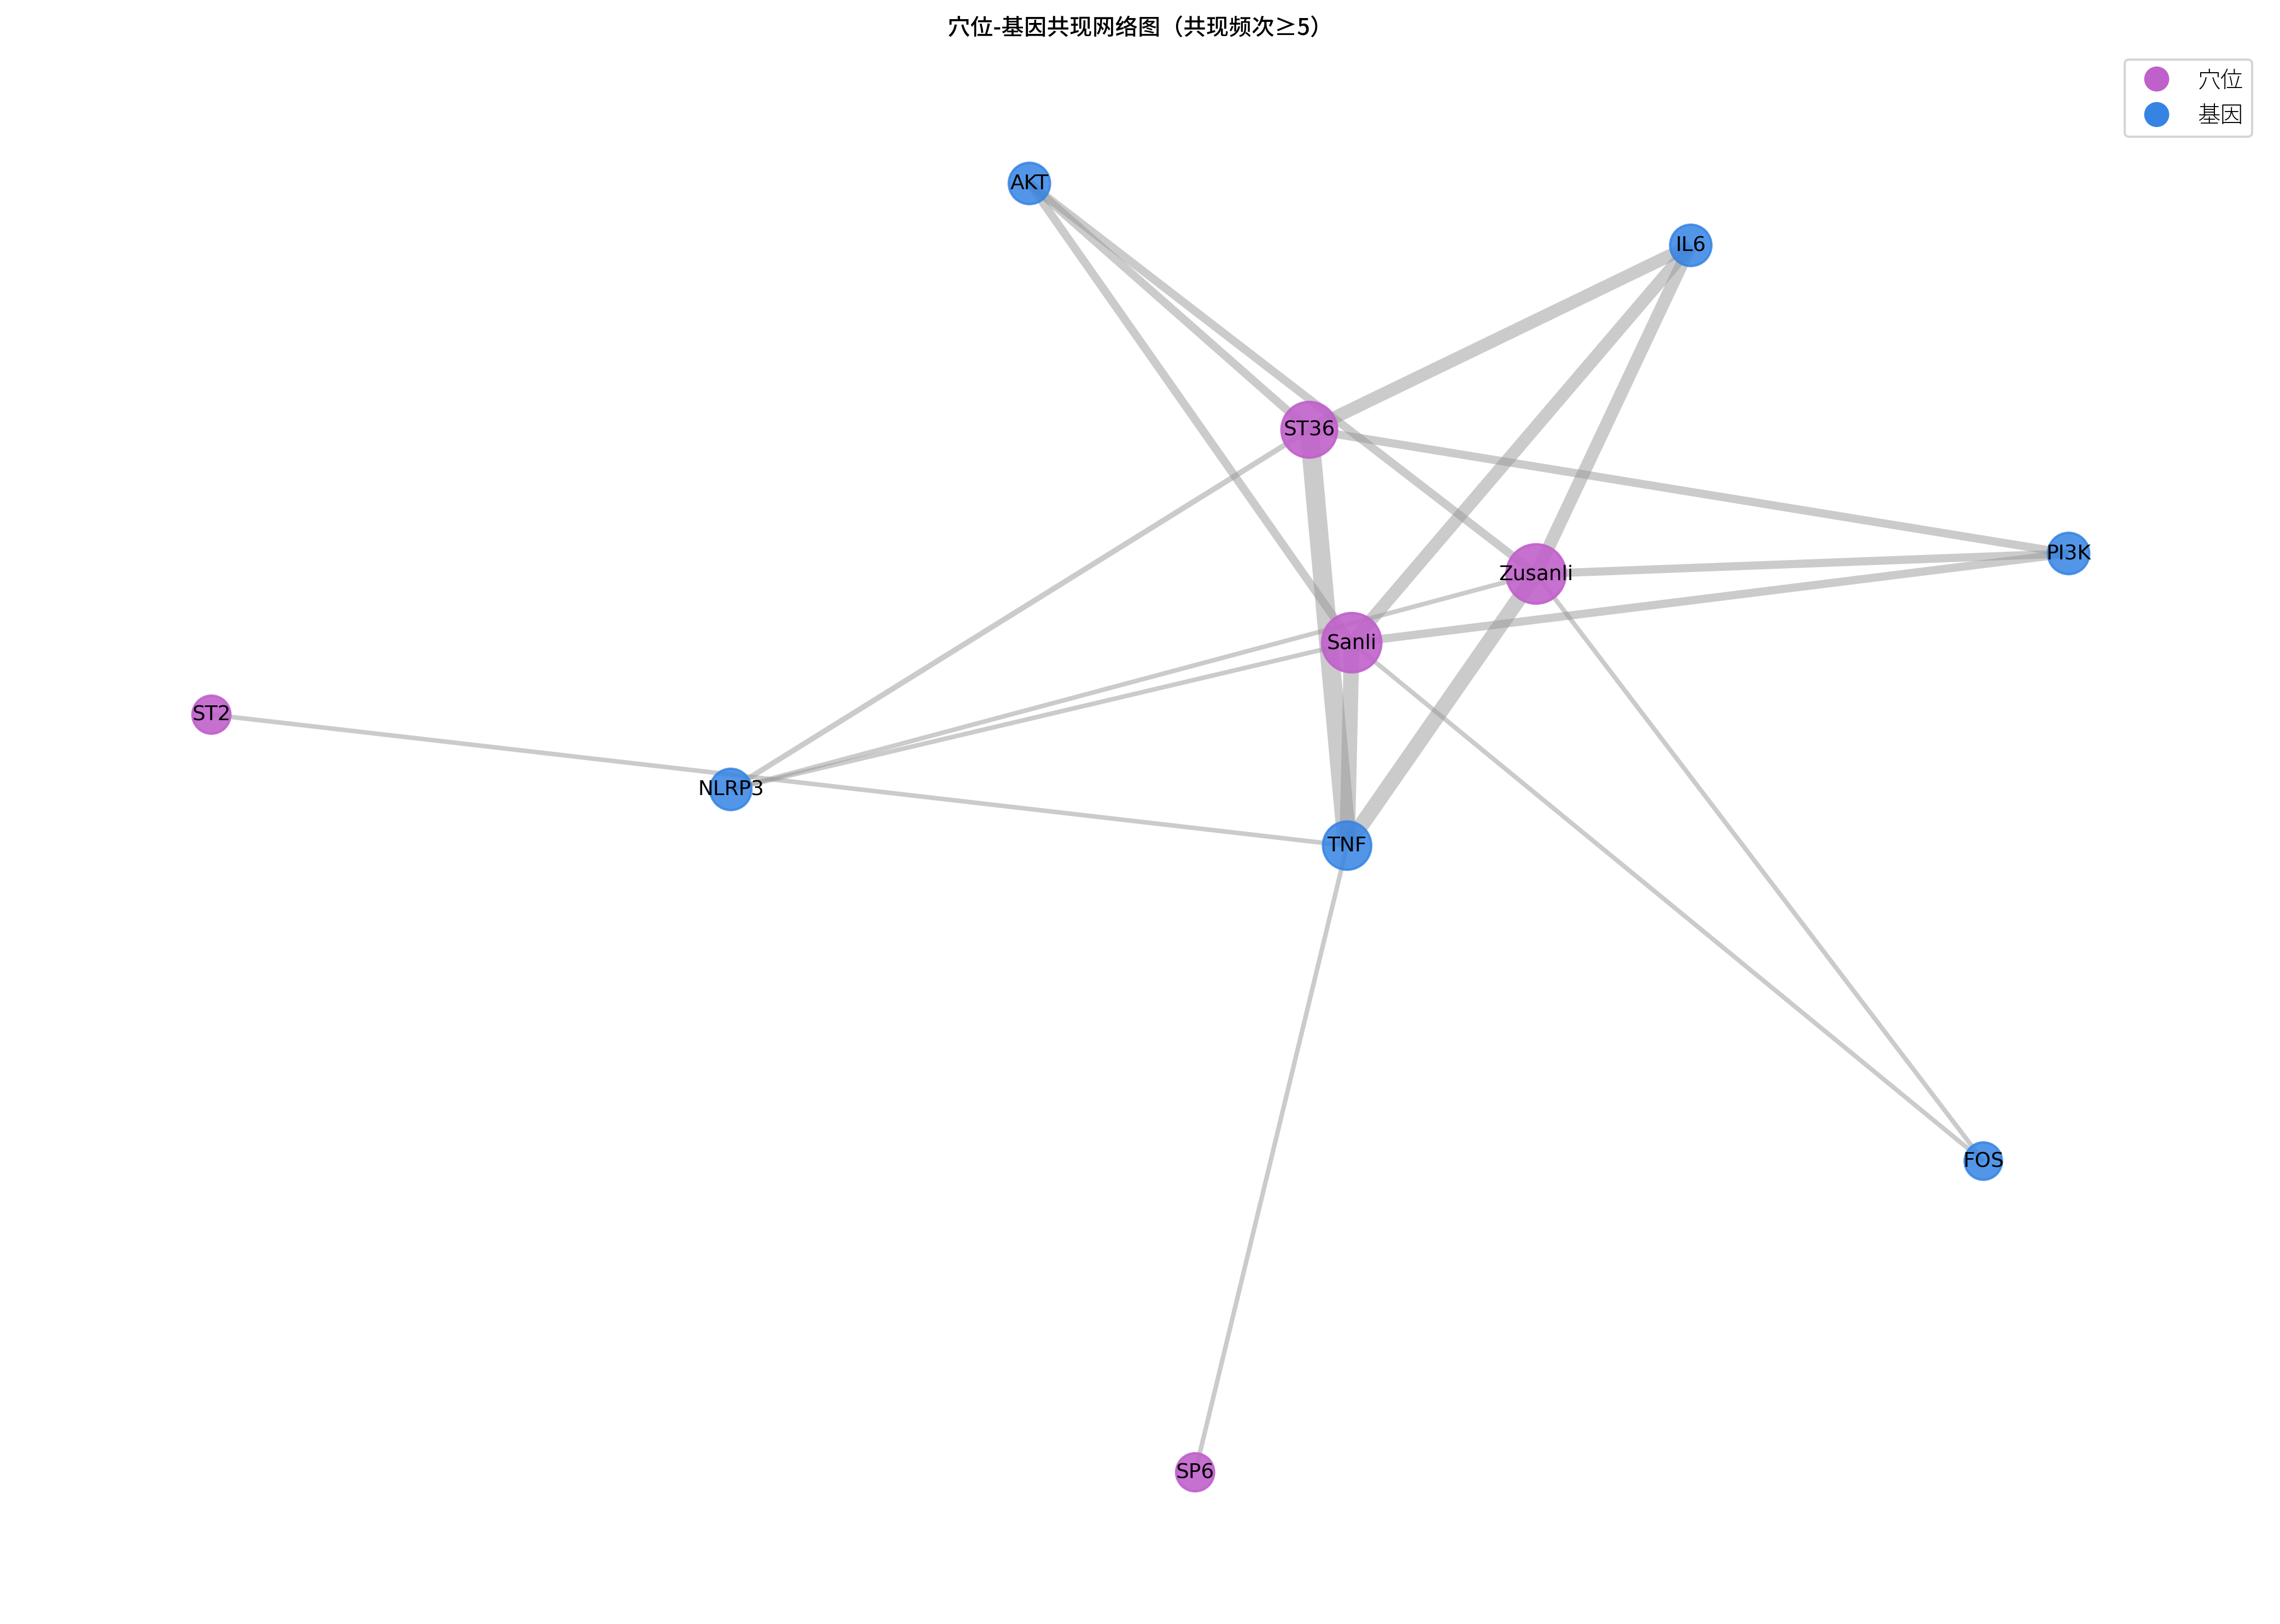 穴位-基因共现网络图（共现频次≥5）
穴位
基因
AKT
IL6
ST36
PI3K
Zusanli
Sanli
ST2
NLRP3
TNF
FOS
SP6